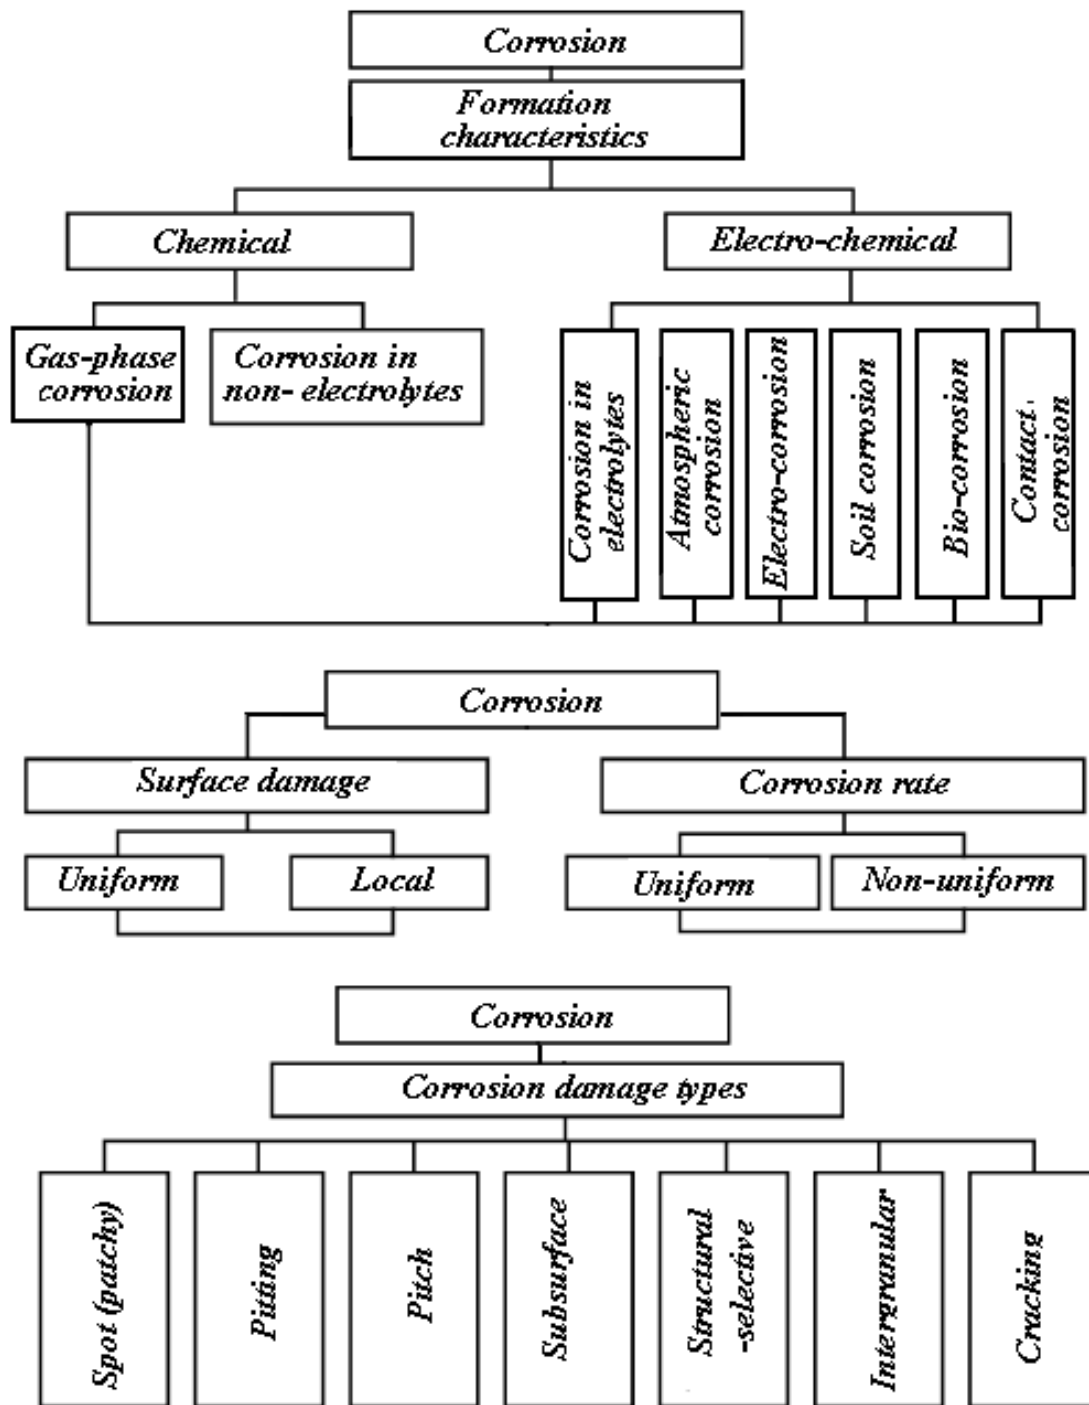 Corrosion
Formation
characteristics
Chemical
Electro-chemical
Gas-phase
corrosion
Corrosion in
non- electrolytes
Corrosion in
electrolytes
Atmospheric
corrosion
Electro-corrosion
Soil corrosion
Bio-corrosion
Contact
corrosion
Corrosion
Surface damage
Corrosion rate
Uniform
Local
Uniform
Non-uniform
Corrosion
Corrosion damage types
Spot (patchy)
Pitting
Pitch
Subsurface
Structural
-selective
Intergranular
Cracking